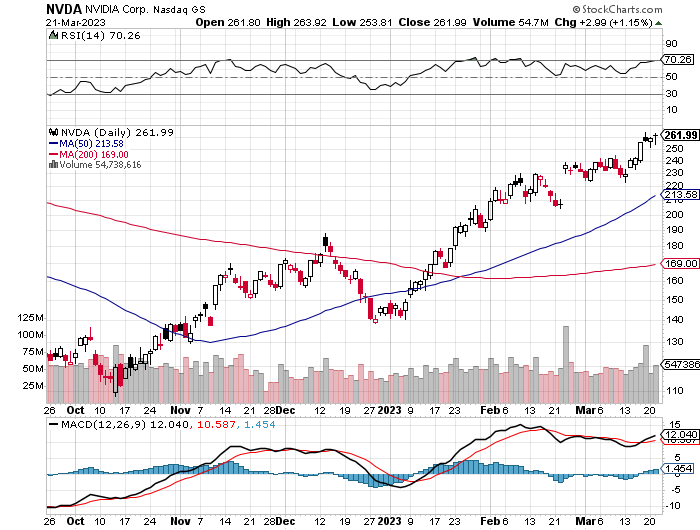 NVDA NVIDIA Corp. Nasdaq GS © StockCharts.com
21-Mar-2023 Open 261.80 High 263.92 Low 253.81 Close 261.99 Volume 54.7M Chg +2.99 (+1.15%)
RSI(14) 70.26
90
70.26
50
30
10
NVDA (Daily) 261.99
MA(50) 213.58
MA(200) 169.00
Volume 54,738,616
261.99
250
240
230
220
213.58
210
200
190
180
169.00
160
150
140
130
110
125M
100M
75M
50M
25M
547386
26 Oct 10 17 24 Nov 7 14 21 28 Dec 12 19 27 2023 9 17 23 Feb 6 13 21 Mar 6 13 20
MACD(12,26,9) 12.040, 10.587, 1.454
15
12.040
5
1.454
-5
-10
26 Oct 10 17 24 Nov 7 14 21 28 Dec 12 19 27 2023 9 17 23 Feb 6 13 21 Mar 6 13 20